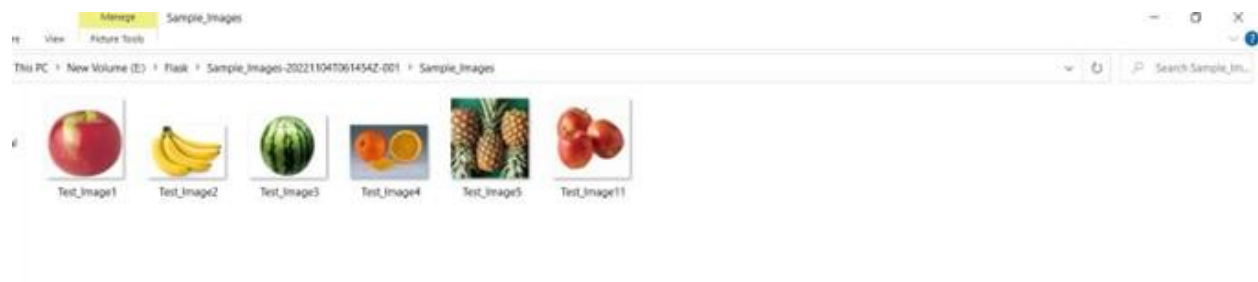 Manage Sample_Images
View Picture Tools
This PC > New Volume (E:) > Flask > Sample_Images-20221104T061454Z-001 > Sample_Images
Search Sample_Im...
Test_Image1 Test_Image2 Test_Image3 Test_Image4 Test_Image5 Test_Image11